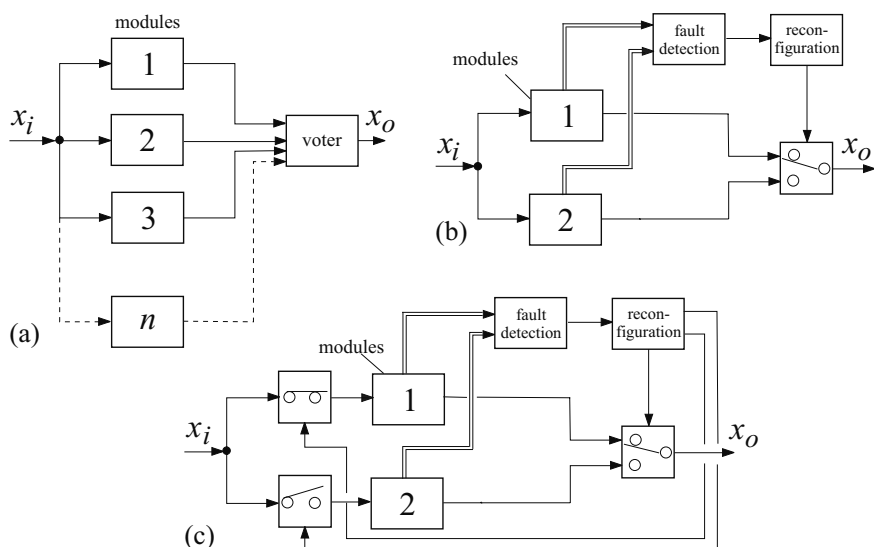 modules
1
x_i
2
voter
x_o
3
n
(a)
fault
detection
recon-
figuration
modules
1
x_i
x_o
2
(b)
fault
detection
recon-
figuration
modules
1
x_i
x_o
2
(c)